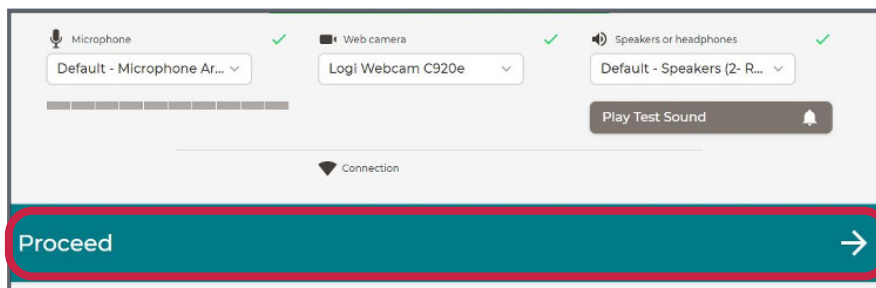 Microphone
Web camera
Speakers or headphones
Default - Microphone Ar...
Logi Webcam C920e
Default - Speakers (2- R...
Play Test Sound
Connection
Proceed